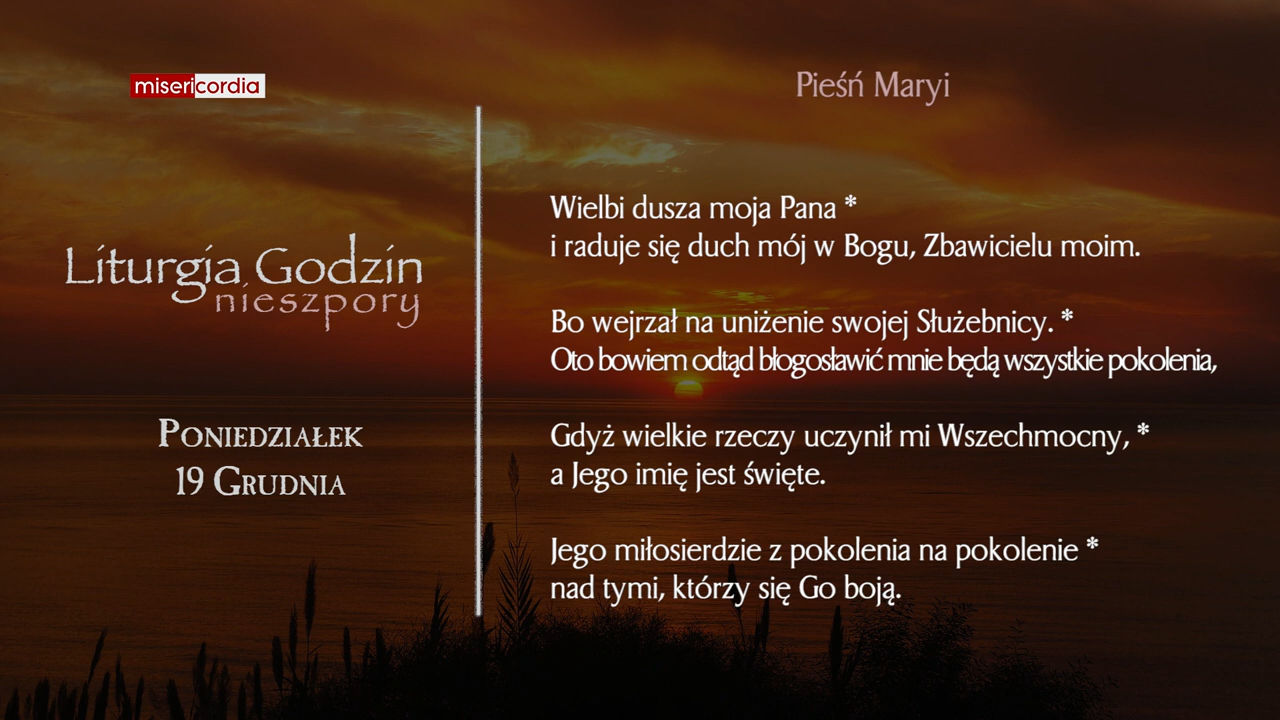 misericordia
Liturgia Godzin
nieszpory
Poniedziałek
19 Grudnia
Pieśń Maryi
Wielbi dusza moja Pana *
i raduje się duch mój w Bogu, Zbawicielu moim.
Bo wejrzał na uniżenie swojej Służebnicy. *
Oto bowiem odtąd błogosławić mnie będą wszystkie pokolenia,
Gdyż wielkie rzeczy uczynił mi Wszechmocny, *
a Jego imię jest święte.
Jego miłosierdzie z pokolenia na pokolenie *
nad tymi, którzy się Go boją.